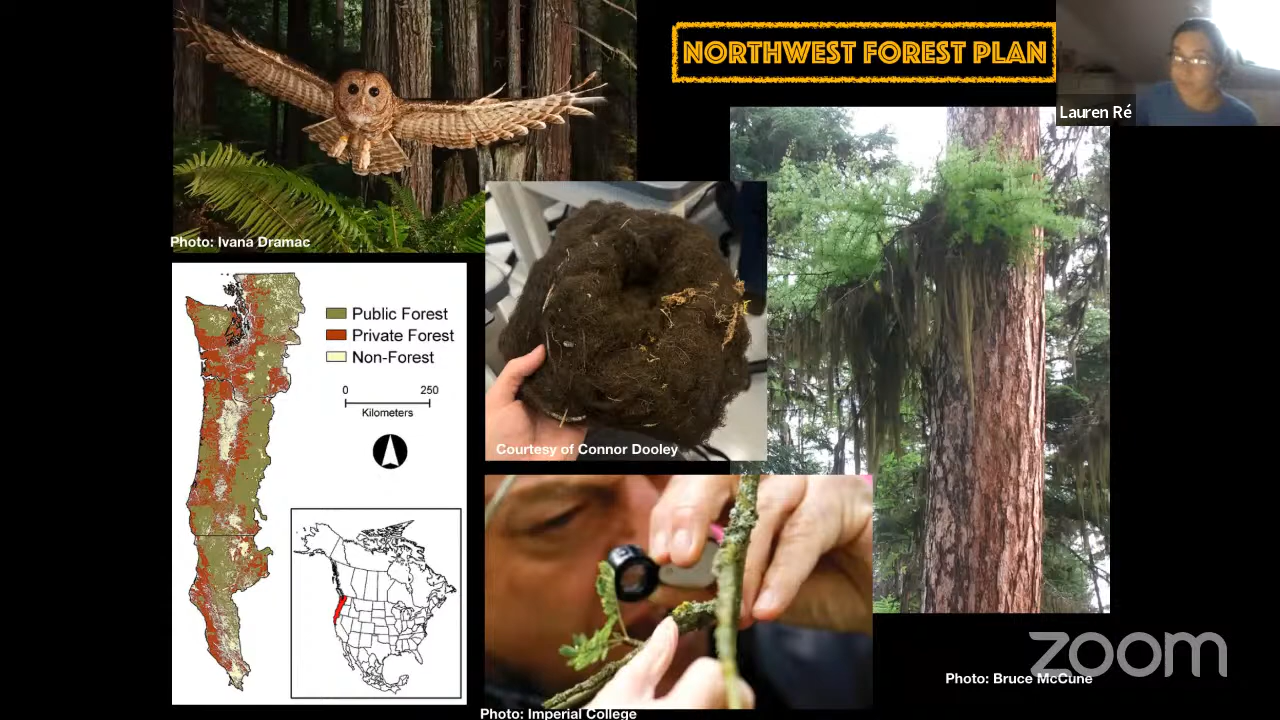 NORTHWEST FOREST PLAN
Lauren Ré
Photo: Ivana Dramac
Public Forest
Private Forest
Non-Forest
0 250
Kilometers
Courtesy of Connor Dooley
zoom
Photo: Bruce McCune
Photo: Imperial College